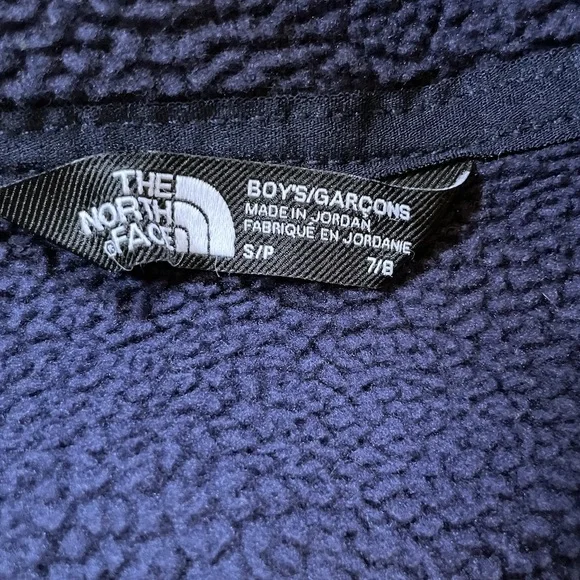 THE
NORTH
FACE
BOY'S/GARÇONS
MADE IN JORDAN
FABRIQUÉ EN JORDANIE
S/P 7/8